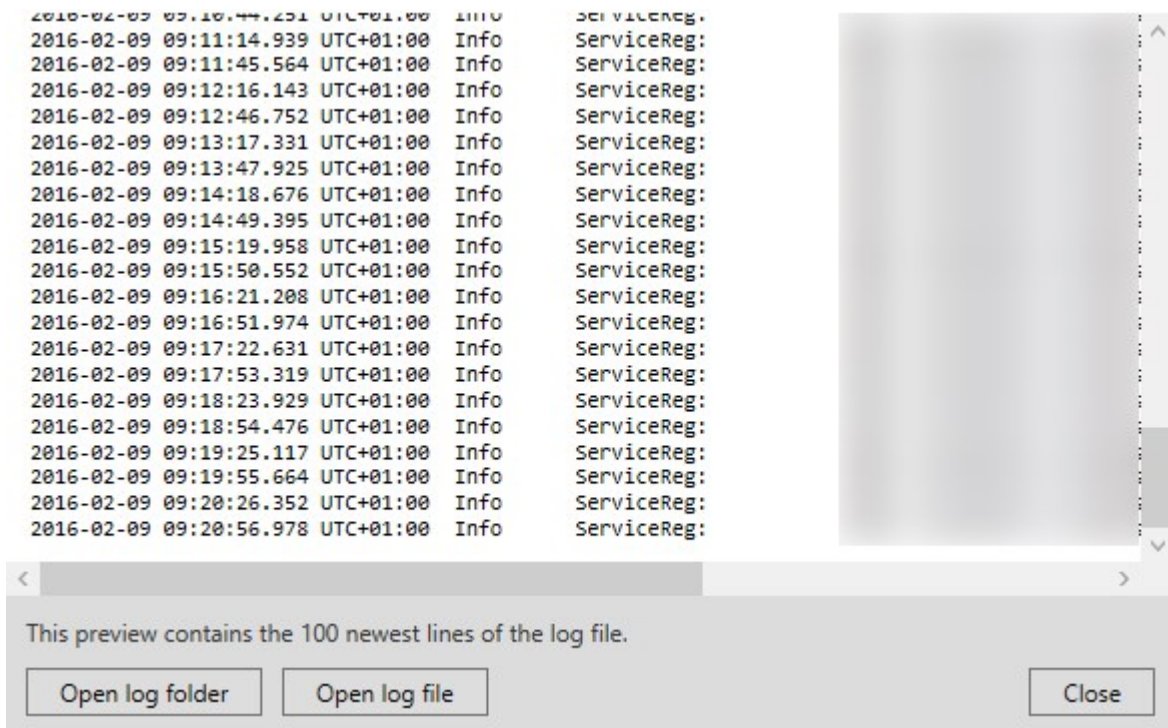 2016-02-09 09:10:44.251 UTC+01:00 Info ServiceReg:
2016-02-09 09:11:14.939 UTC+01:00 Info ServiceReg:
2016-02-09 09:11:45.564 UTC+01:00 Info ServiceReg:
2016-02-09 09:12:16.143 UTC+01:00 Info ServiceReg:
2016-02-09 09:12:46.752 UTC+01:00 Info ServiceReg:
2016-02-09 09:13:17.331 UTC+01:00 Info ServiceReg:
2016-02-09 09:13:47.925 UTC+01:00 Info ServiceReg:
2016-02-09 09:14:18.676 UTC+01:00 Info ServiceReg:
2016-02-09 09:14:49.395 UTC+01:00 Info ServiceReg:
2016-02-09 09:15:19.958 UTC+01:00 Info ServiceReg:
2016-02-09 09:15:50.552 UTC+01:00 Info ServiceReg:
2016-02-09 09:16:21.208 UTC+01:00 Info ServiceReg:
2016-02-09 09:16:51.974 UTC+01:00 Info ServiceReg:
2016-02-09 09:17:22.631 UTC+01:00 Info ServiceReg:
2016-02-09 09:17:53.319 UTC+01:00 Info ServiceReg:
2016-02-09 09:18:23.929 UTC+01:00 Info ServiceReg:
2016-02-09 09:18:54.476 UTC+01:00 Info ServiceReg:
2016-02-09 09:19:25.117 UTC+01:00 Info ServiceReg:
2016-02-09 09:19:55.664 UTC+01:00 Info ServiceReg:
2016-02-09 09:20:26.352 UTC+01:00 Info ServiceReg:
2016-02-09 09:20:56.978 UTC+01:00 Info ServiceReg:
This preview contains the 100 newest lines of the log file.
Open log folder Open log file Close